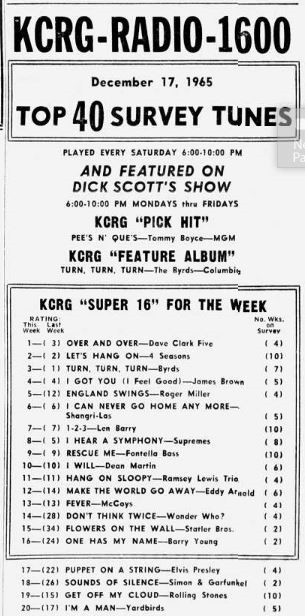 KCRG-RADIO-1600
December 17, 1965
TOP 40 SURVEY TUNES
PLAYED EVERY SATURDAY 6:00-10:00 PM
AND FEATURED ON
DICK SCOTT'S SHOW
6:00-10:00 PM MONDAYS thru FRIDAYS
KCRG "PICK HIT"
PEE'S N' QUE'S—Tommy Boyce—MGM
KCRG "FEATURE ALBUM"
TURN, TURN, TURN—The Byrds—Columbia
KCRG "SUPER 16" FOR THE WEEK
RATING: No. Wks.
This Last on
Week Week Survey
1—( 3) OVER AND OVER—Dave Clark Five ( 4)
2—( 2) LET'S HANG ON—4 Seasons (10)
3—( 1) TURN, TURN, TURN—Byrds ( 7)
4—( 4) I GOT YOU (I Feel Good)—James Brown ( 5)
5—(12) ENGLAND SWINGS—Roger Miller ( 4)
6—( 6) I CAN NEVER GO HOME ANY MORE—
Shangri-Las ( 5)
7—( 7) 1-2-3—Len Barry (10)
8—( 5) I HEAR A SYMPHONY—Supremes ( 8)
9—( 9) RESCUE ME—Fontella Bass (10)
10—(10) I WILL—Dean Martin ( 6)
11—(11) HANG ON SLOOPY—Ramsey Lewis Trio ( 4)
12—(14) MAKE THE WORLD GO AWAY—Eddy Arnold ( 6)
13—(13) FEVER—McCoys ( 4)
14—(28) DON'T THINK TWICE—Wonder Who? ( 4)
15—(34) FLOWERS ON THE WALL—Statler Bros. ( 2)
16—(24) ONE HAS MY NAME—Barry Young ( 2)
17—(22) PUPPET ON A STRING—Elvis Presley ( 4)
18—(26) SOUNDS OF SILENCE—Simon & Garfunkel ( 2)
19—(15) GET OFF MY CLOUD—Rolling Stones (10)
20—(17) I'M A MAN—Yardbirds ( 5)